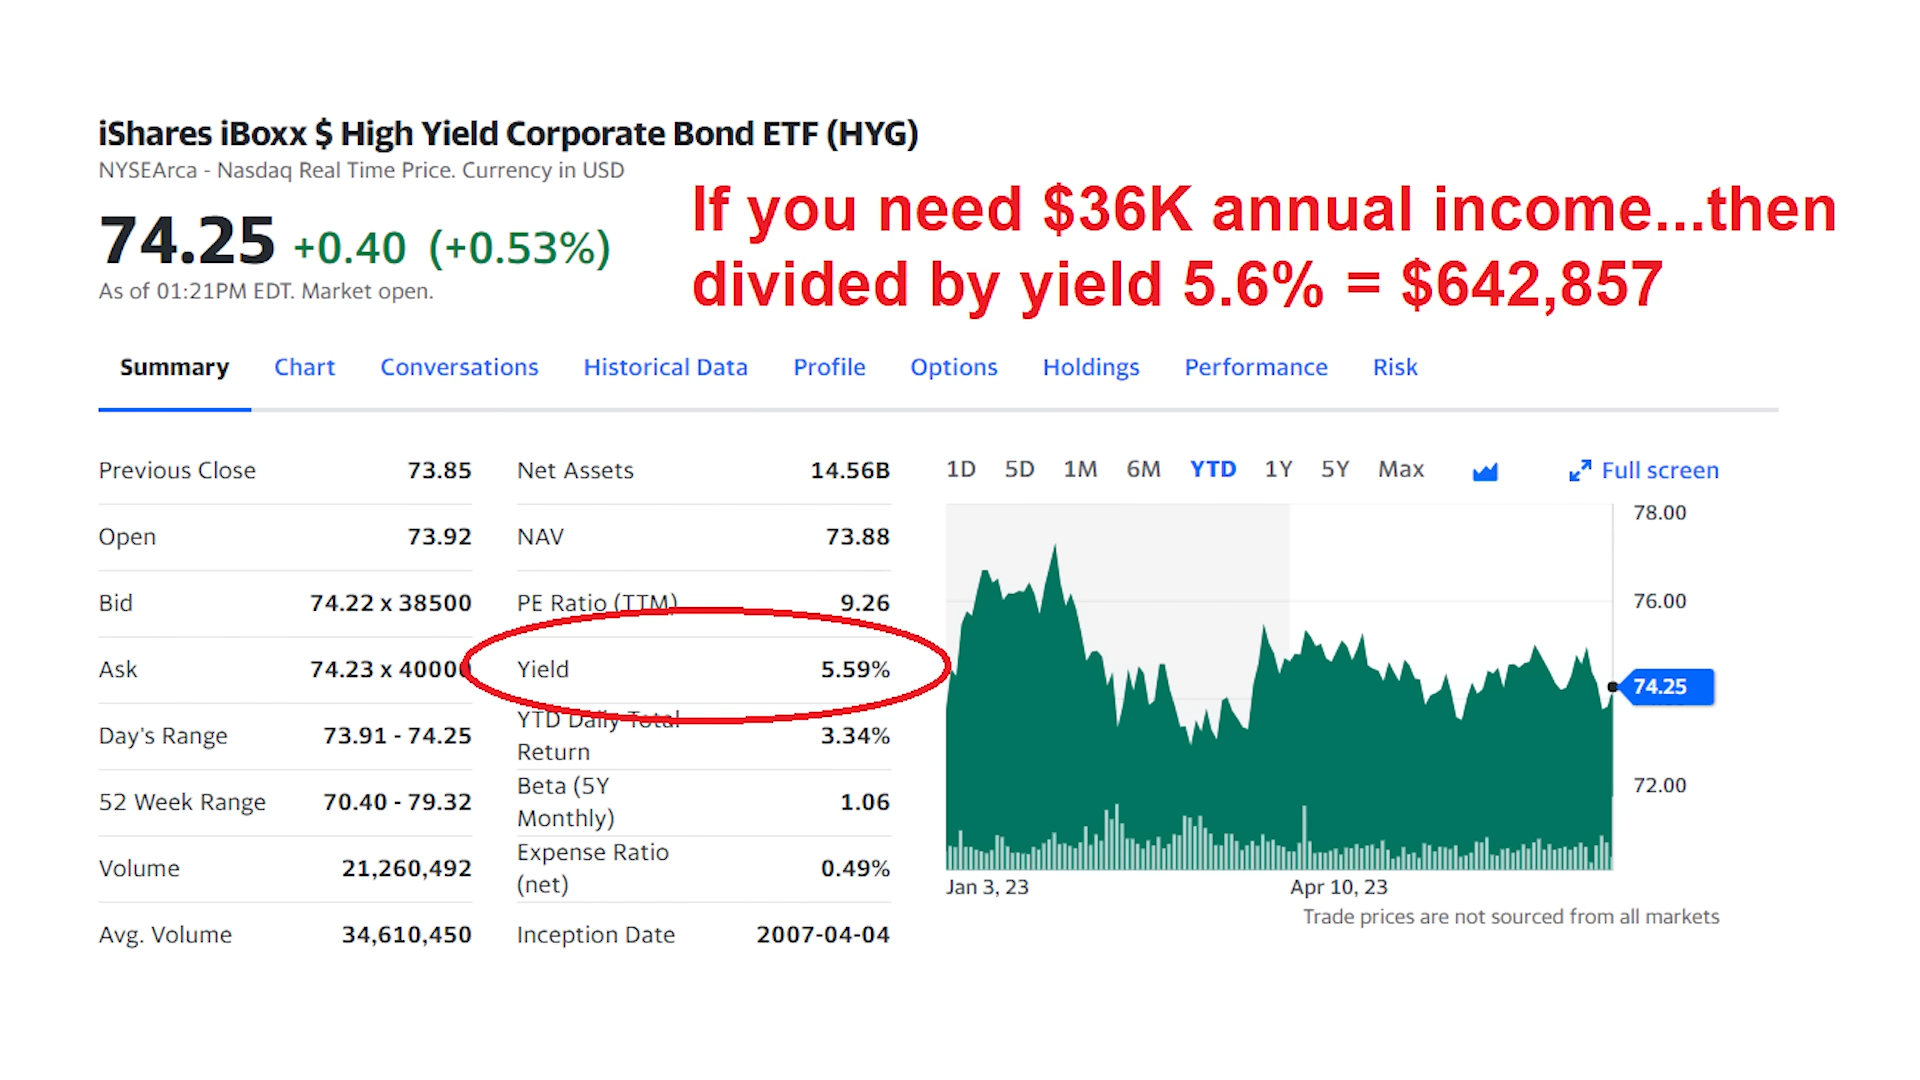 iShares iBoxx $ High Yield Corporate Bond ETF (HYG)
NYSEArca - Nasdaq Real Time Price. Currency in USD
If you need $36K annual income...then
divided by yield 5.6% = $642,857
74.25 +0.40 (+0.53%)
As of 01:21PM EDT. Market open.
Summary Chart Conversations Historical Data Profile Options Holdings Performance Risk
Previous Close 73.85
Open 73.92
Bid 74.22 x 38500
Ask 74.23 x 40000
Day's Range 73.91 - 74.25
52 Week Range 70.40 - 79.32
Volume 21,260,492
Avg. Volume 34,610,450
Net Assets 14.56B
NAV 73.88
PE Ratio (TTM) 9.26
Yield 5.59%
YTD Daily Total
Return 3.34%
Beta (5Y
Monthly) 1.06
Expense Ratio
(net) 0.49%
Inception Date 2007-04-04
1D 5D 1M 6M YTD 1Y 5Y Max Full screen
78.00
76.00
74.25
72.00
Jan 3, 23 Apr 10, 23
Trade prices are not sourced from all markets